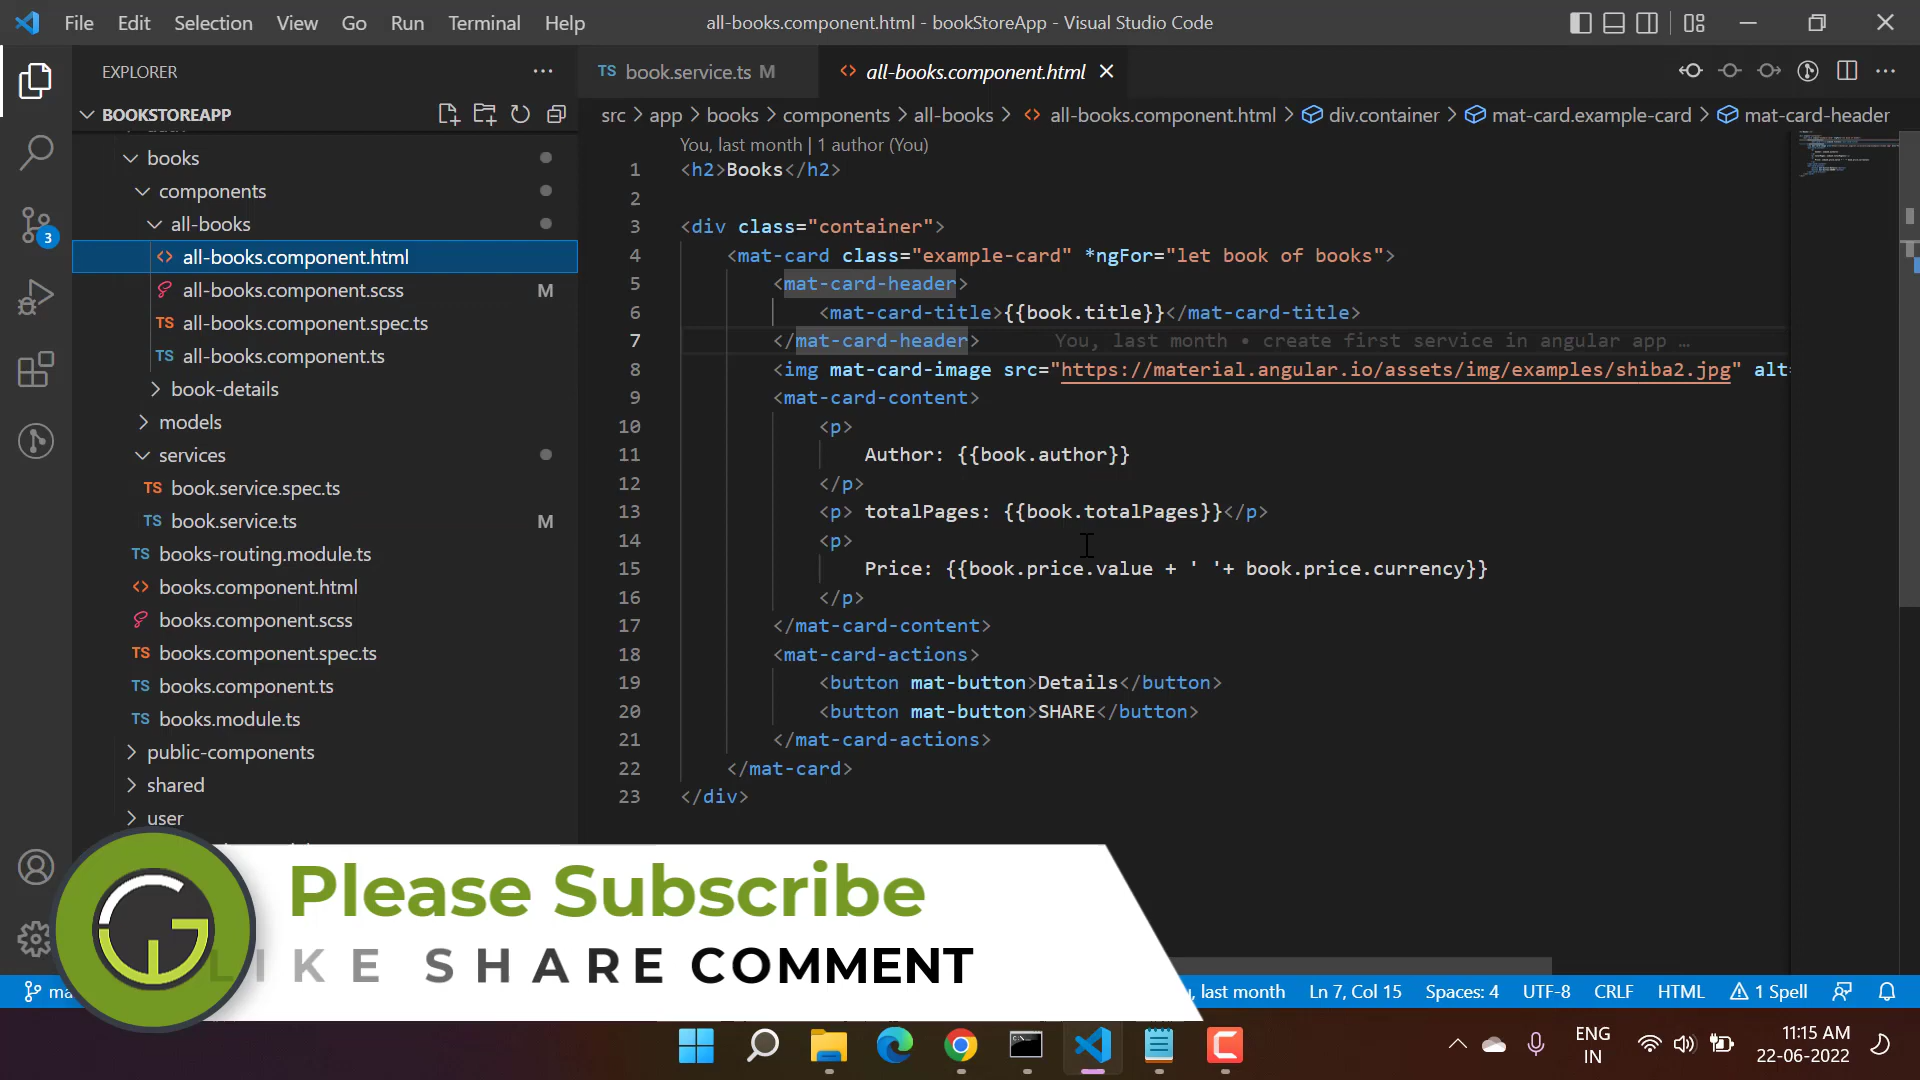 File Edit Selection View Go Run Terminal Help
all-books.component.html - bookStoreApp - Visual Studio Code
EXPLORER
TS book.service.ts M
<> all-books.component.html
BOOKSTOREAPP
src > app > books > components > all-books > <> all-books.component.html > div.container > mat-card.example-card > mat-card-header
books
components
all-books
<> all-books.component.html
all-books.component.scss M
TS all-books.component.spec.ts
TS all-books.component.ts
book-details
models
services
TS book.service.spec.ts
TS book.service.ts M
TS books-routing.module.ts
<> books.component.html
books.component.scss
TS books.component.spec.ts
TS books.component.ts
TS books.module.ts
public-components
shared
user
3
You, last month | 1 author (You)
1 <h2>Books</h2>
2
3 <div class="container">
4 <mat-card class="example-card" *ngFor="let book of books">
5 <mat-card-header>
6 <mat-card-title>{{book.title}}</mat-card-title>
7 </mat-card-header> You, last month • create first service in angular app …
8 <img mat-card-image src="https://material.angular.io/assets/img/examples/shiba2.jpg" alt=
9 <mat-card-content>
10 <p>
11 Author: {{book.author}}
12 </p>
13 <p> totalPages: {{book.totalPages}}</p>
14 <p>
15 Price: {{book.price.value + ' '+ book.price.currency}}
16 </p>
17 </mat-card-content>
18 <mat-card-actions>
19 <button mat-button>Details</button>
20 <button mat-button>SHARE</button>
21 </mat-card-actions>
22 </mat-card>
23 </div>
Please Subscribe
LIKE SHARE COMMENT
last month Ln 7, Col 15 Spaces: 4 UTF-8 CRLF HTML 1 Spell
ENG
IN
11:15 AM
22-06-2022